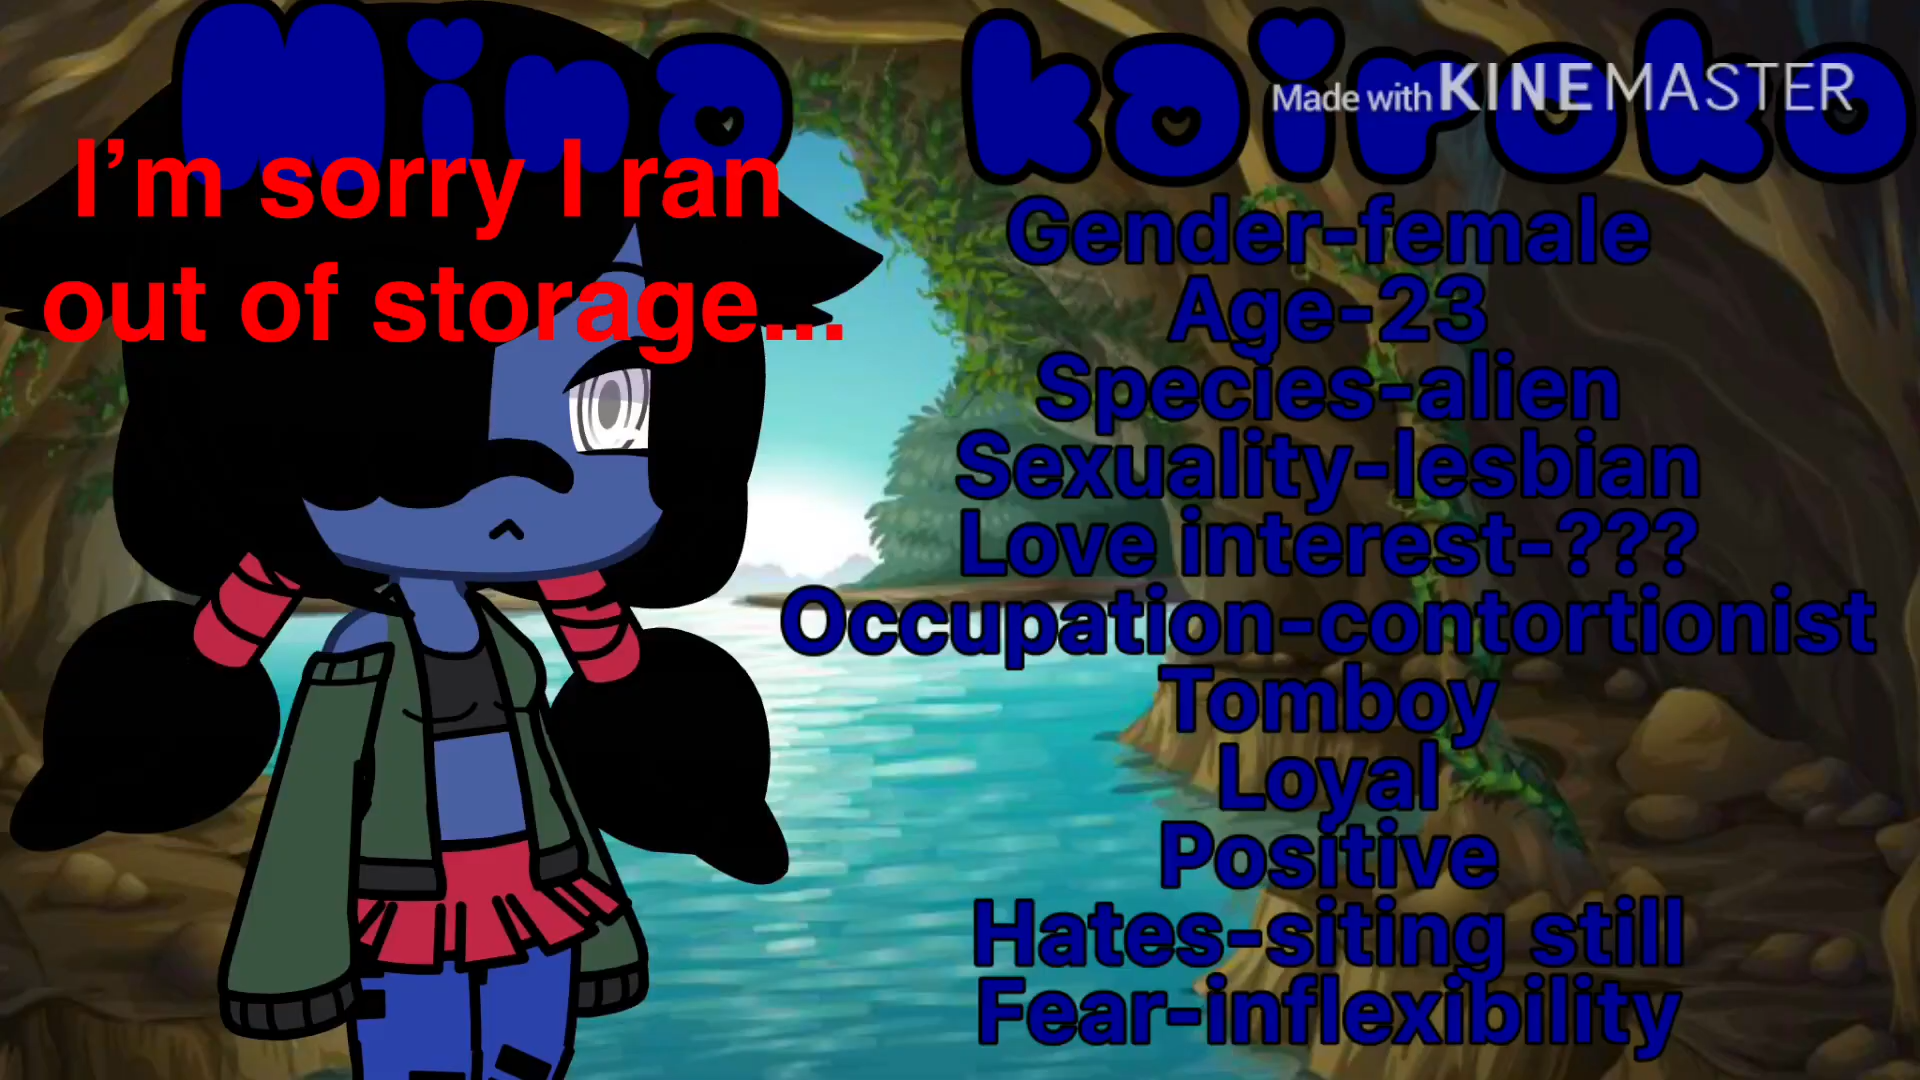 Mina kairoko
Made with KINEMASTER
I'm sorry I ran
out of storage...
Gender-female
Age-23
Species-alien
Sexuality-lesbian
Love interest-???
Occupation-contortionist
Tomboy
Loyal
Positive
Hates-siting still
Fear-inflexibility